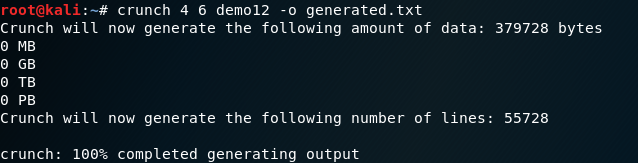 root@kali:~# crunch 4 6 demo12 -o generated.txt
Crunch will now generate the following amount of data: 379728 bytes
0 MB
0 GB
0 TB
0 PB
Crunch will now generate the following number of lines: 55728
crunch: 100% completed generating output